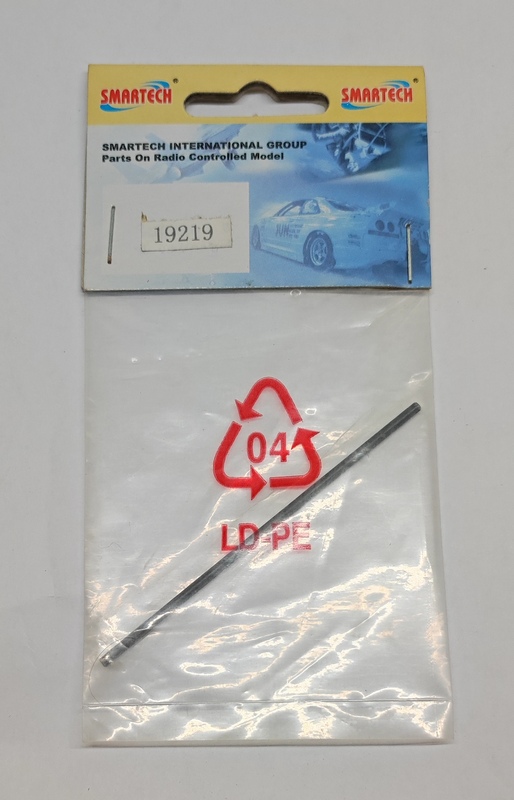 SMARTECH®
SMARTECH®
SMARTECH INTERNATIONAL GROUP
Parts On Radio Controlled Model
19219
04
LD-PE